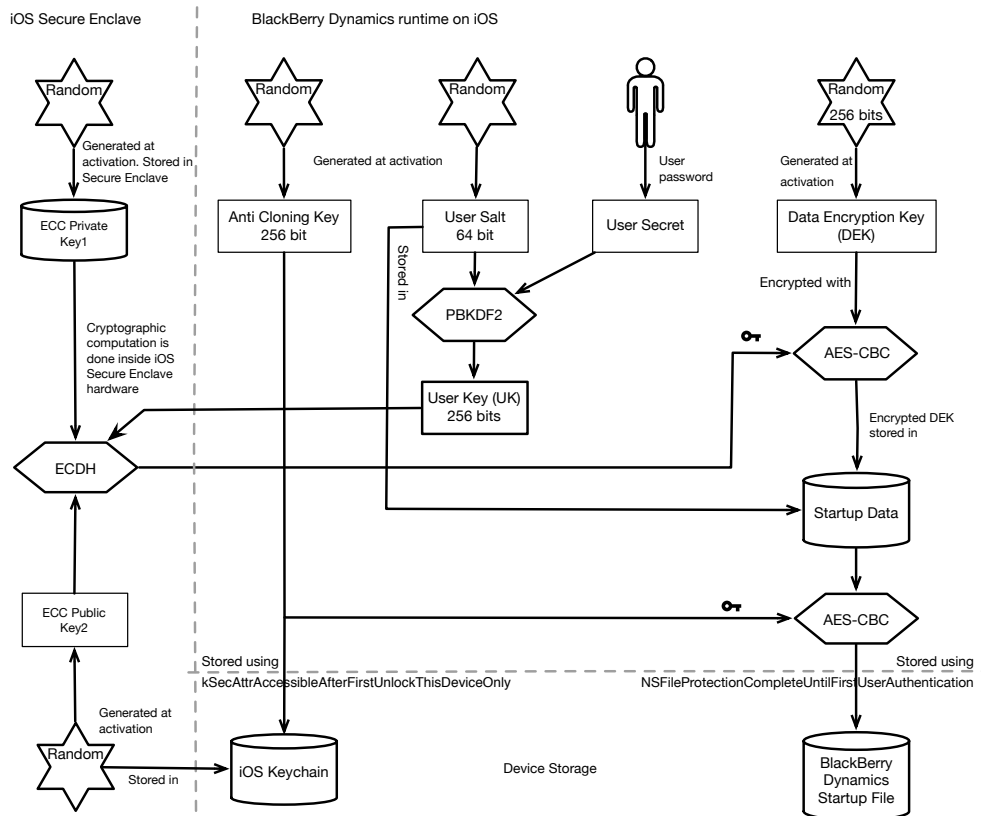 iOS Secure Enclave
BlackBerry Dynamics runtime on iOS
Random
Random
Random
Random
256 bits
Generated at
activation. Stored in
Secure Enclave
Generated at activation
User
password
Generated at
activation
ECC Private
Key1
Anti Cloning Key
256 bit
User Salt
64 bit
User Secret
Data Encryption Key
(DEK)
Stored in
Encrypted with
PBKDF2
Cryptographic
computation is
done inside iOS
Secure Enclave
hardware
AES-CBC
User Key (UK)
256 bits
Encrypted DEK
stored in
ECDH
Startup Data
ECC Public
Key2
AES-CBC
Stored using
kSecAttrAccessibleAfterFirstUnlockThisDeviceOnly
Stored using
NSFileProtectionCompleteUntilFirstUserAuthentication
Generated at
activation
Random
Stored in
iOS Keychain
Device Storage
BlackBerry
Dynamics
Startup File